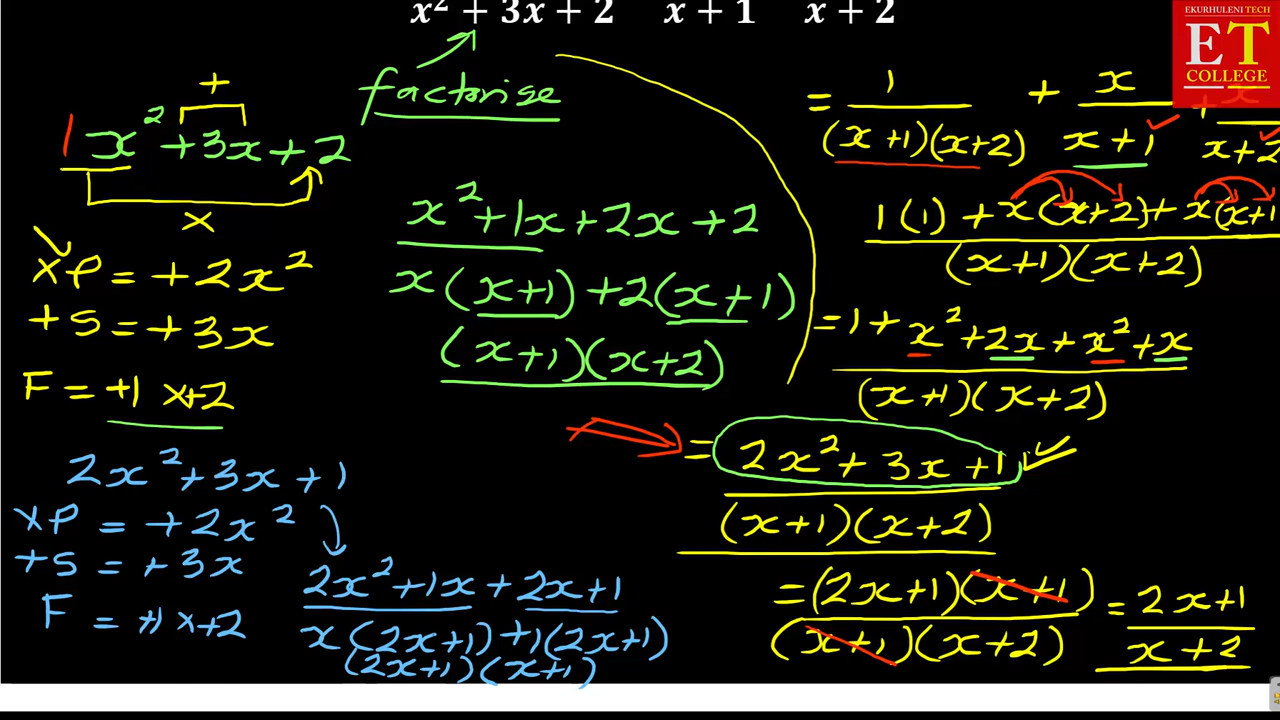 x² + 3x + 2 x + 1 x + 2
EKURHULENI TECH
ET
COLLEGE
factorise
+
1x² + 3x + 2
x
xP = +2x²
+S = +3x
F = +1 x+2
x² + 1x + 2x + 2
x(x+1) + 2(x+1)
(x+1)(x+2)
2x² + 3x + 1
xP = +2x²
+S = +3x
F = +1 x+2
2x² + 1x + 2x + 1
x(2x+1) + 1(2x+1)
(2x+1)(x+1)
= 1 + x + x
(x+1)(x+2) x+1 x+2
1(1) + x(x+2) + x(x+1
(x+1)(x+2)
= 1 + x² + 2x + x² + x
(x+1)(x+2)
= 2x² + 3x + 1
(x+1)(x+2)
= (2x+1)(x+1) = 2x+1
(x+1)(x+2) x+2